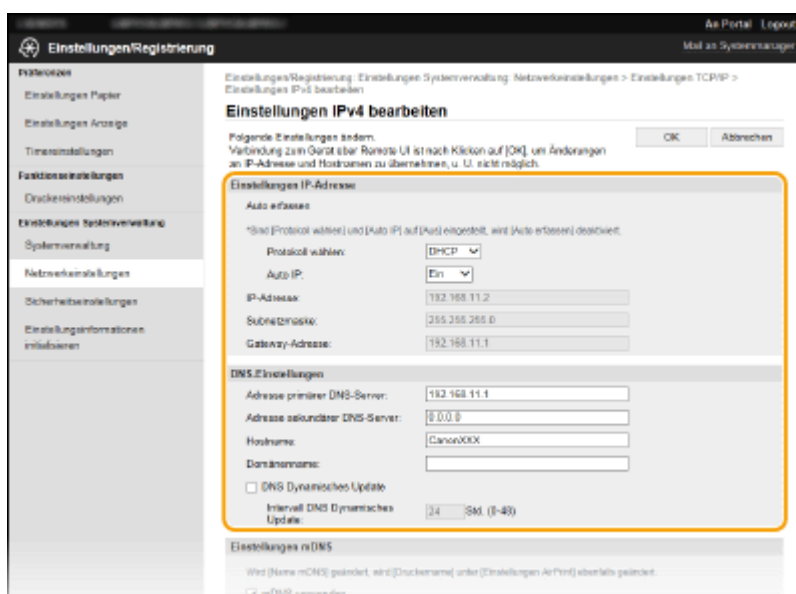 An Portal Logout
Einstellungen/Registrierung
Mail an Systemmanager
Präferenzen
Einstellungen Papier
Einstellungen Anzeige
Timereinstellungen
Funktionseinstellungen
Druckereinstellungen
Einstellungen Systemverwaltung
Systemverwaltung
Netzwerkeinstellungen
Sicherheitseinstellungen
Einstellungsinformationen
initialisieren
Einstellungen/Registrierung: Einstellungen Systemverwaltung: Netzwerkeinstellungen > Einstellungen TCP/IP >
Einstellungen IPv4 bearbeiten
Einstellungen IPv4 bearbeiten
Folgende Einstellungen ändern.
Verbindung zum Gerät über Remote UI ist nach Klicken auf [OK], um Änderungen
an IP-Adresse und Hostnamen zu übernehmen, u. U. nicht möglich.
OK Abbrechen
Einstellungen IP-Adresse
Auto erfassen
*Sind [Protokoll wählen] und [Auto IP] auf [Aus] eingestellt, wird [Auto erfassen] deaktiviert.
Protokoll wählen: DHCP
Auto IP: Ein
IP-Adresse: 192.168.11.2
Subnetzmaske: 255.255.255.0
Gateway-Adresse: 192.168.11.1
DNS-Einstellungen
Adresse primärer DNS-Server: 192.168.11.1
Adresse sekundärer DNS-Server: 0.0.0.0
Hostname: CanonXXX
Domänenname:
DNS Dynamisches Update
Intervall DNS Dynamisches
Update:
24 Std. (0-48)
Einstellungen mDNS
Wird [Name mDNS] geändert, wird [Druckername] unter [Einstellungen AirPrint] ebenfalls geändert.
mDNS verwenden